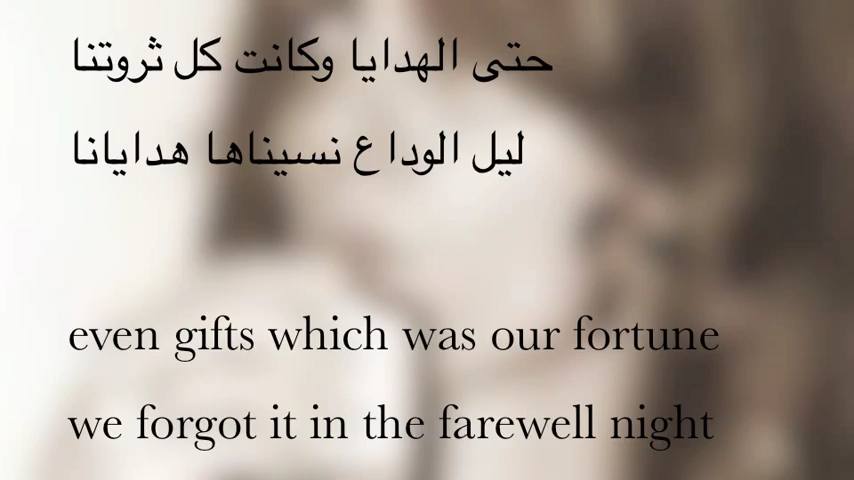 حتى الهدايا وكانت كل ثروتنا
ليل الوداع نسيناها هدايانا
even gifts which was our fortune
we forgot it in the farewell night